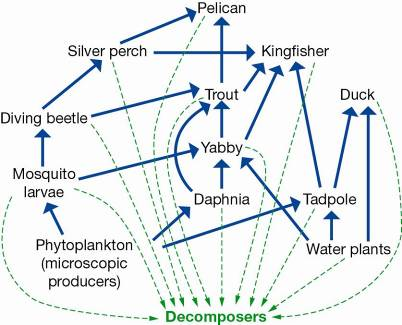 Pelican
Silver perch
Kingfisher
Trout
Duck
Diving beetle
Yabby
Mosquito
larvae
Daphnia
Tadpole
Phytoplankton
(microscopic
producers)
Water plants
Decomposers